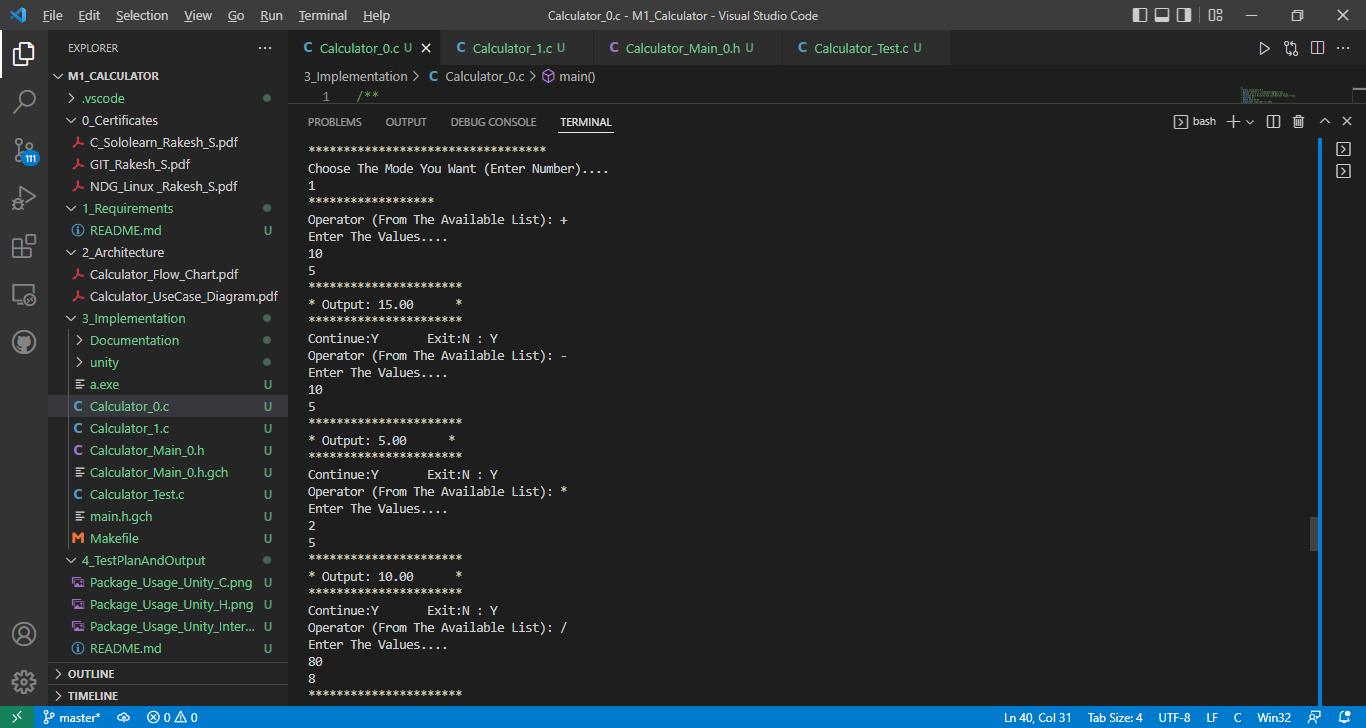 File Edit Selection View Go Run Terminal Help Calculator_0.c - M1_Calculator - Visual Studio Code
EXPLORER
M1_CALCULATOR
.vscode
0_Certificates
C_Sololearn_Rakesh_S.pdf
GIT_Rakesh_S.pdf
NDG_Linux _Rakesh_S.pdf
1_Requirements
README.md U
2_Architecture
Calculator_Flow_Chart.pdf
Calculator_UseCase_Diagram.pdf
3_Implementation
Documentation
unity
a.exe U
Calculator_0.c U
Calculator_1.c U
Calculator_Main_0.h U
Calculator_Main_0.h.gch U
Calculator_Test.c U
main.h.gch U
Makefile U
4_TestPlanAndOutput
Package_Usage_Unity_C.png U
Package_Usage_Unity_H.png U
Package_Usage_Unity_Inter... U
README.md U
OUTLINE
TIMELINE
111
C Calculator_0.c U C Calculator_1.c U C Calculator_Main_0.h U C Calculator_Test.c U
3_Implementation > C Calculator_0.c > main()
1 /**
PROBLEMS OUTPUT DEBUG CONSOLE TERMINAL bash
**********************************
Choose The Mode You Want (Enter Number)....
1
******************
Operator (From The Available List): +
Enter The Values....
10
5
**********************
* Output: 15.00      *
**********************
Continue:Y       Exit:N : Y
Operator (From The Available List): -
Enter The Values....
10
5
**********************
* Output: 5.00      *
**********************
Continue:Y       Exit:N : Y
Operator (From The Available List): *
Enter The Values....
2
5
**********************
* Output: 10.00      *
**********************
Continue:Y       Exit:N : Y
Operator (From The Available List): /
Enter The Values....
80
8
**********************
master* 0 0 Ln 40, Col 31 Tab Size: 4 UTF-8 LF C Win32